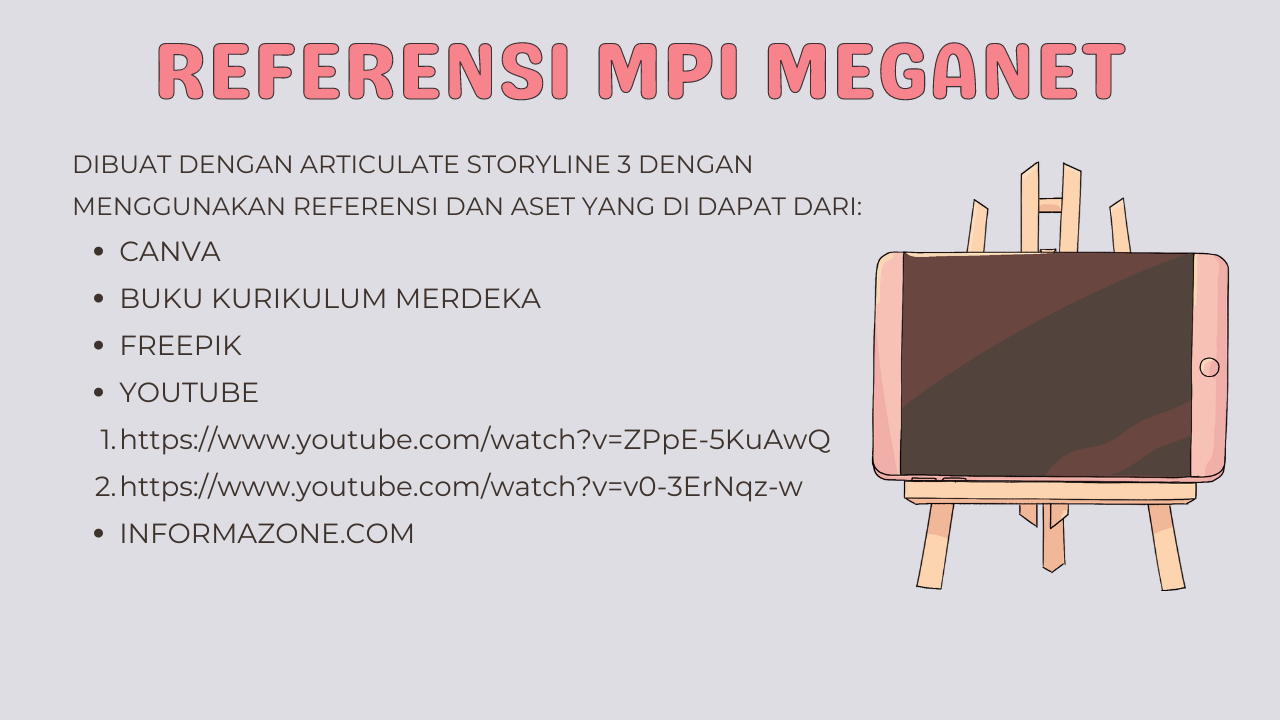 REFERENSI MPI MEGANET
DIBUAT DENGAN ARTICULATE STORYLINE 3 DENGAN
MENGGUNAKAN REFERENSI DAN ASET YANG DI DAPAT DARI:
• CANVA
• BUKU KURIKULUM MERDEKA
• FREEPIK
• YOUTUBE
1. https://www.youtube.com/watch?v=ZPpE-5KuAwQ
2. https://www.youtube.com/watch?v=v0-3ErNqz-w
• INFORMAZONE.COM